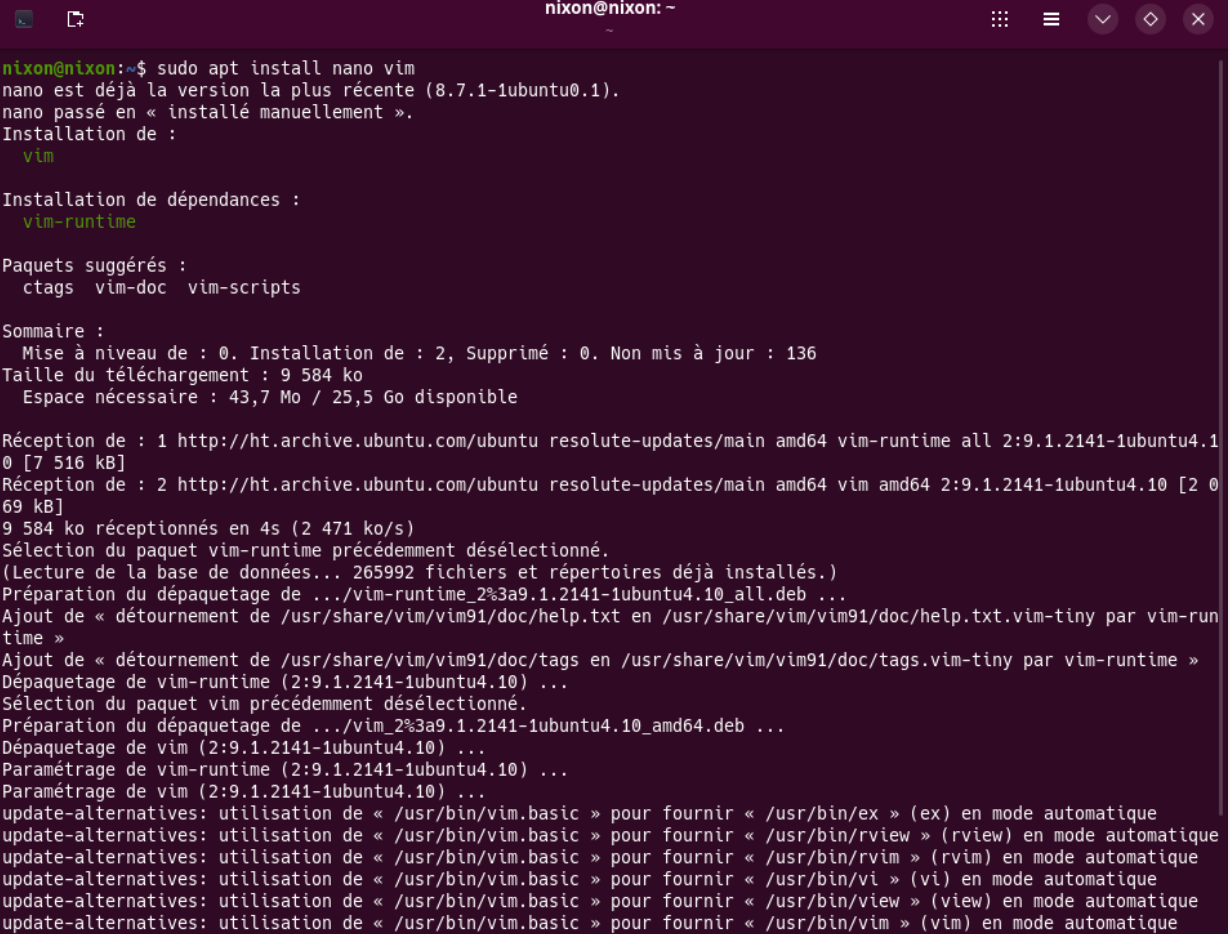 nixon@nixon: ~
~
nixon@nixon:~$ sudo apt install nano vim
nano est déjà la version la plus récente (8.7.1-1ubuntu0.1).
nano passé en « installé manuellement ».
Installation de :
  vim
Installation de dépendances :
  vim-runtime
Paquets suggérés :
  ctags  vim-doc  vim-scripts
Sommaire :
  Mise à niveau de : 0. Installation de : 2, Supprimé : 0. Non mis à jour : 136
Taille du téléchargement : 9 584 ko
  Espace nécessaire : 43,7 Mo / 25,5 Go disponible
Réception de : 1 http://ht.archive.ubuntu.com/ubuntu resolute-updates/main amd64 vim-runtime all 2:9.1.2141-1ubuntu4.1
0 [7 516 kB]
Réception de : 2 http://ht.archive.ubuntu.com/ubuntu resolute-updates/main amd64 vim amd64 2:9.1.2141-1ubuntu4.10 [2 0
69 kB]
9 584 ko réceptionnés en 4s (2 471 ko/s)
Sélection du paquet vim-runtime précédemment désélectionné.
(Lecture de la base de données... 265992 fichiers et répertoires déjà installés.)
Préparation du dépaquetage de .../vim-runtime_2%3a9.1.2141-1ubuntu4.10_all.deb ...
Ajout de « détournement de /usr/share/vim/vim91/doc/help.txt en /usr/share/vim/vim91/doc/help.txt.vim-tiny par vim-run
time »
Ajout de « détournement de /usr/share/vim/vim91/doc/tags en /usr/share/vim/vim91/doc/tags.vim-tiny par vim-runtime »
Dépaquetage de vim-runtime (2:9.1.2141-1ubuntu4.10) ...
Sélection du paquet vim précédemment désélectionné.
Préparation du dépaquetage de .../vim_2%3a9.1.2141-1ubuntu4.10_amd64.deb ...
Dépaquetage de vim (2:9.1.2141-1ubuntu4.10) ...
Paramétrage de vim-runtime (2:9.1.2141-1ubuntu4.10) ...
Paramétrage de vim (2:9.1.2141-1ubuntu4.10) ...
update-alternatives: utilisation de « /usr/bin/vim.basic » pour fournir « /usr/bin/ex » (ex) en mode automatique
update-alternatives: utilisation de « /usr/bin/vim.basic » pour fournir « /usr/bin/rview » (rview) en mode automatique
update-alternatives: utilisation de « /usr/bin/vim.basic » pour fournir « /usr/bin/rvim » (rvim) en mode automatique
update-alternatives: utilisation de « /usr/bin/vim.basic » pour fournir « /usr/bin/vi » (vi) en mode automatique
update-alternatives: utilisation de « /usr/bin/vim.basic » pour fournir « /usr/bin/view » (view) en mode automatique
update-alternatives: utilisation de « /usr/bin/vim.basic » pour fournir « /usr/bin/vim » (vim) en mode automatique